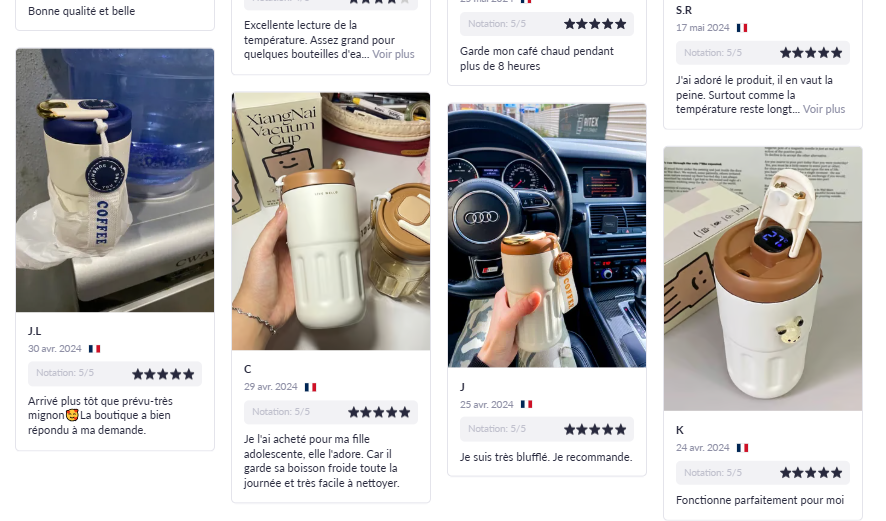 Bonne qualité et belle
J.L
30 avr. 2024
Notation: 5/5
Arrivé plus tôt que prévu-très
mignon🥰La boutique a bien
répondu à ma demande.
COFFEE
Excellente lecture de la
température. Assez grand pour
quelques bouteilles d'ea... Voir plus
XiangNai
Vacuum
Cup
C
29 avr. 2024
Notation: 5/5
Je l'ai acheté pour ma fille
adolescente, elle l'adore. Car il
garde sa boisson froide toute la
journée et très facile à nettoyer.
Notation: 5/5
Garde mon café chaud pendant
plus de 8 heures
COFFEE
J
25 avr. 2024
Notation: 5/5
Je suis très blufflé. Je recommande.
S.R
17 mai 2024
Notation: 5/5
J'ai adoré le produit, il en vaut la
peine. Surtout comme la
température reste longt... Voir plus
27
K
24 avr. 2024
Notation: 5/5
Fonctionne parfaitement pour moi